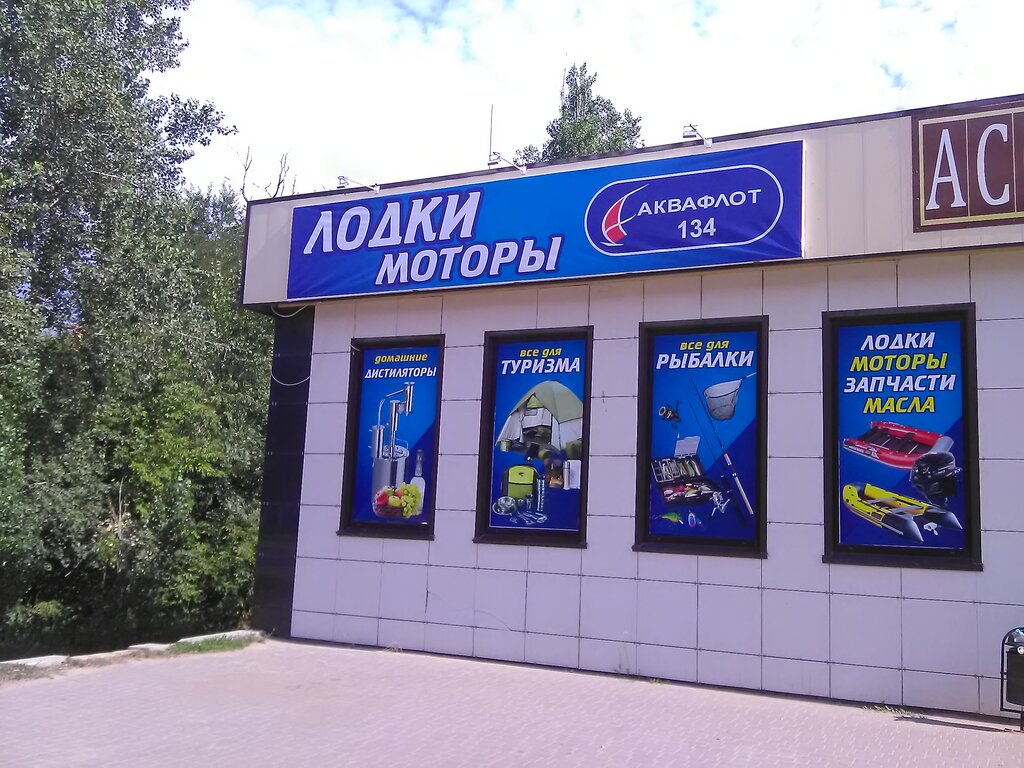 ЛОДКИ
МОТОРЫ
АКВАФЛОТ
134
АС
домашние
ДИСТИЛЯТОРЫ
все для
ТУРИЗМА
все для
РЫБАЛКИ
ЛОДКИ
МОТОРЫ
ЗАПЧАСТИ
МАСЛА